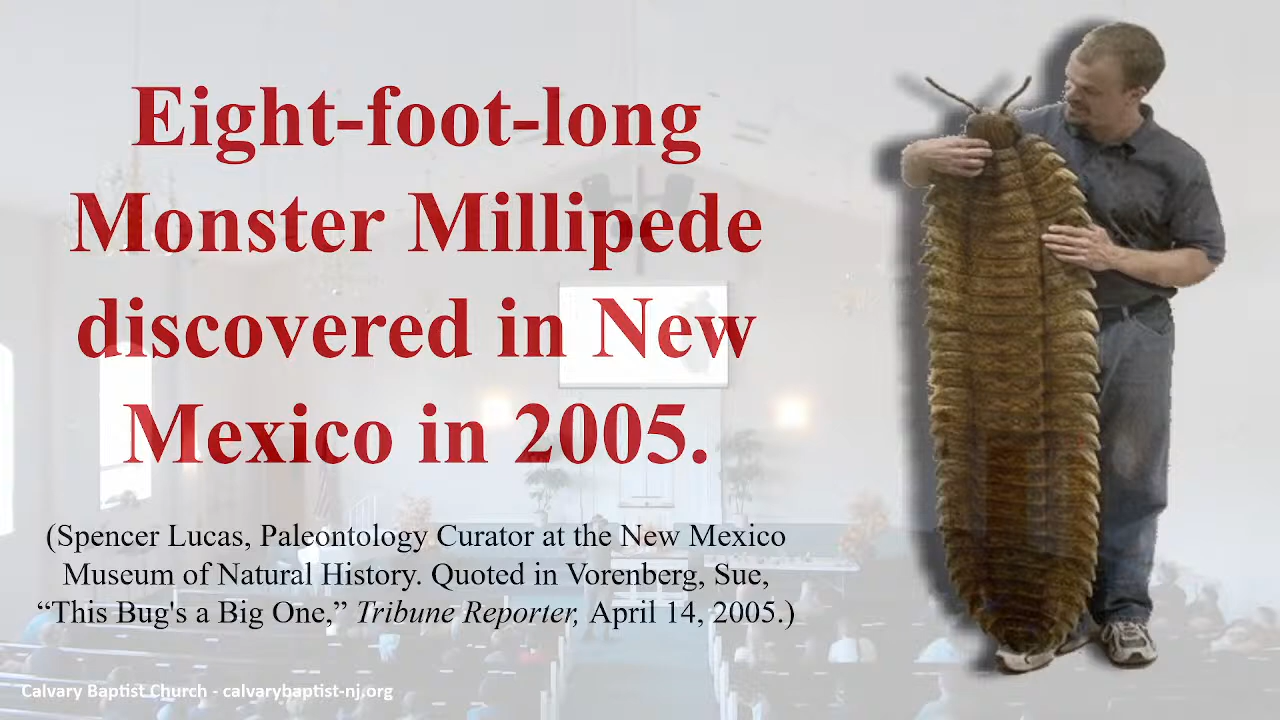 Eight-foot-long
Monster Millipede
discovered in New
Mexico in 2005.
(Spencer Lucas, Paleontology Curator at the New Mexico
Museum of Natural History. Quoted in Vorenberg, Sue,
“This Bug's a Big One,” Tribune Reporter, April 14, 2005.)
Calvary Baptist Church - calvarybaptist-nj.org